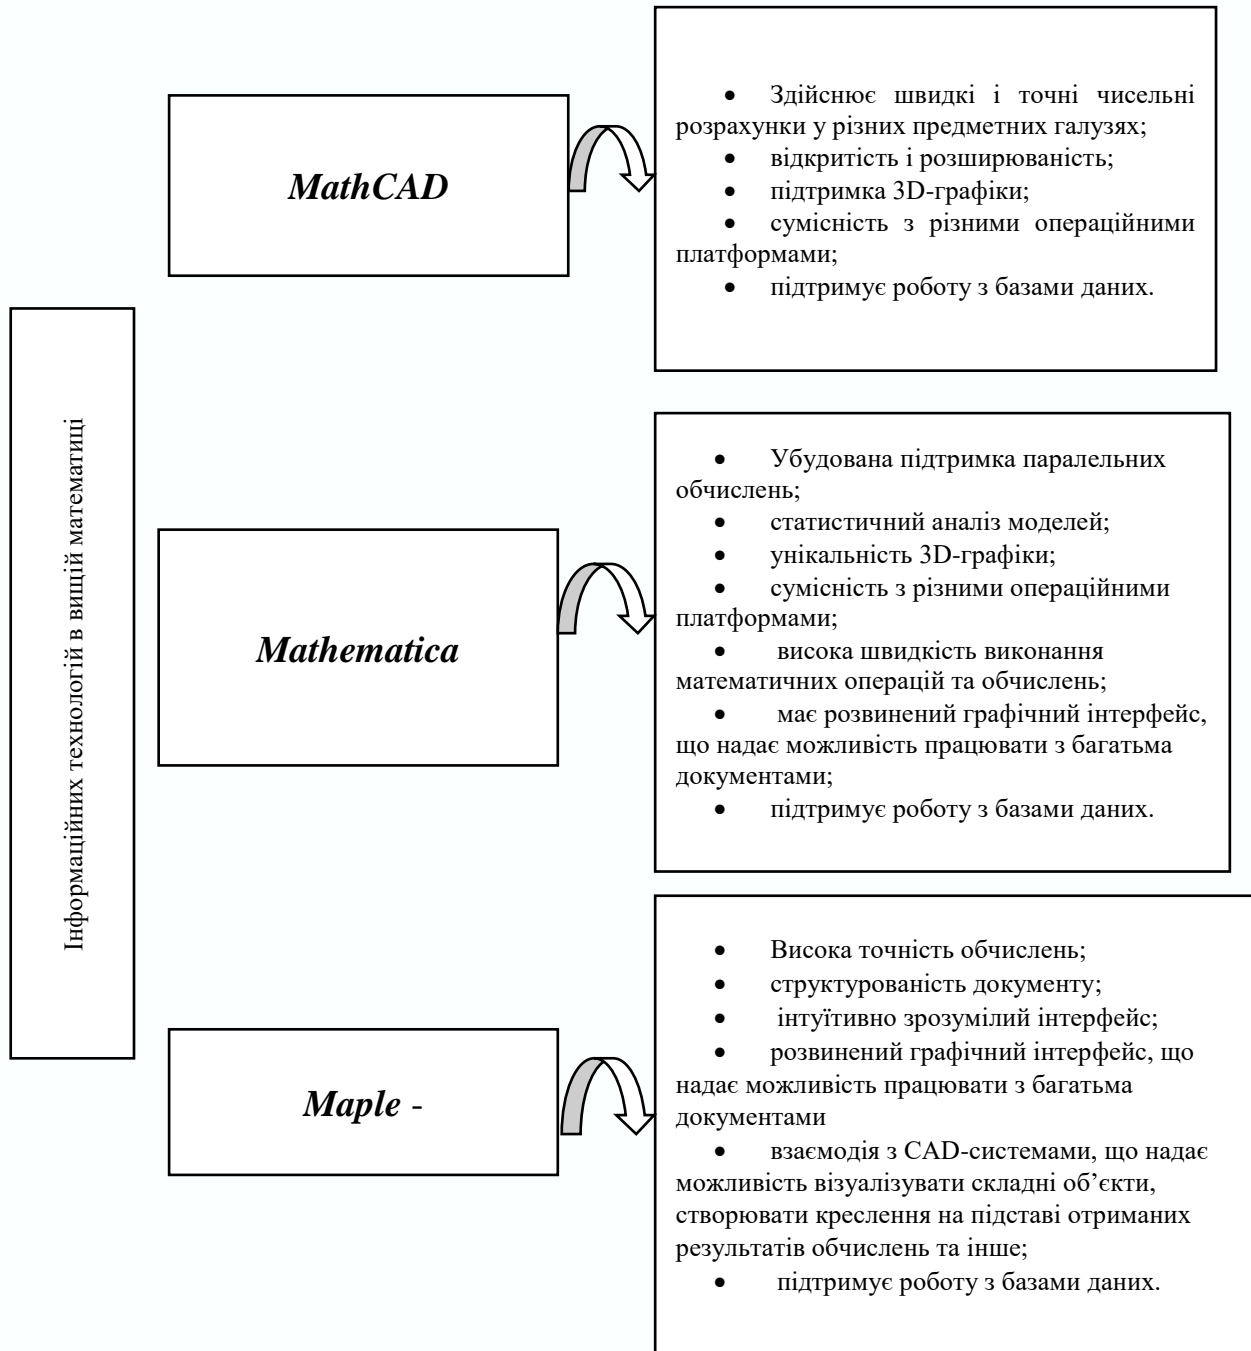 Інформаційних технологій в вищій математиці
MathCAD
• Здійснює швидкі і точні чисельні
розрахунки у різних предметних галузях;
• відкритість і розширюваність;
• підтримка 3D-графіки;
• сумісність з різними операційними
платформами;
• підтримує роботу з базами даних.
Mathematica
• Убудована підтримка паралельних
обчислень;
• статистичний аналіз моделей;
• унікальність 3D-графіки;
• сумісність з різними операційними
платформами;
• висока швидкість виконання
математичних операцій та обчислень;
• має розвинений графічний інтерфейс,
що надає можливість працювати з багатьма
документами;
• підтримує роботу з базами даних.
Maple -
• Висока точність обчислень;
• структурованість документу;
• інтуїтивно зрозумілий інтерфейс;
• розвинений графічний інтерфейс, що
надає можливість працювати з багатьма
документами
• взаємодія з CAD-системами, що надає
можливість візуалізувати складні об’єкти,
створювати креслення на підставі отриманих
результатів обчислень та інше;
• підтримує роботу з базами даних.